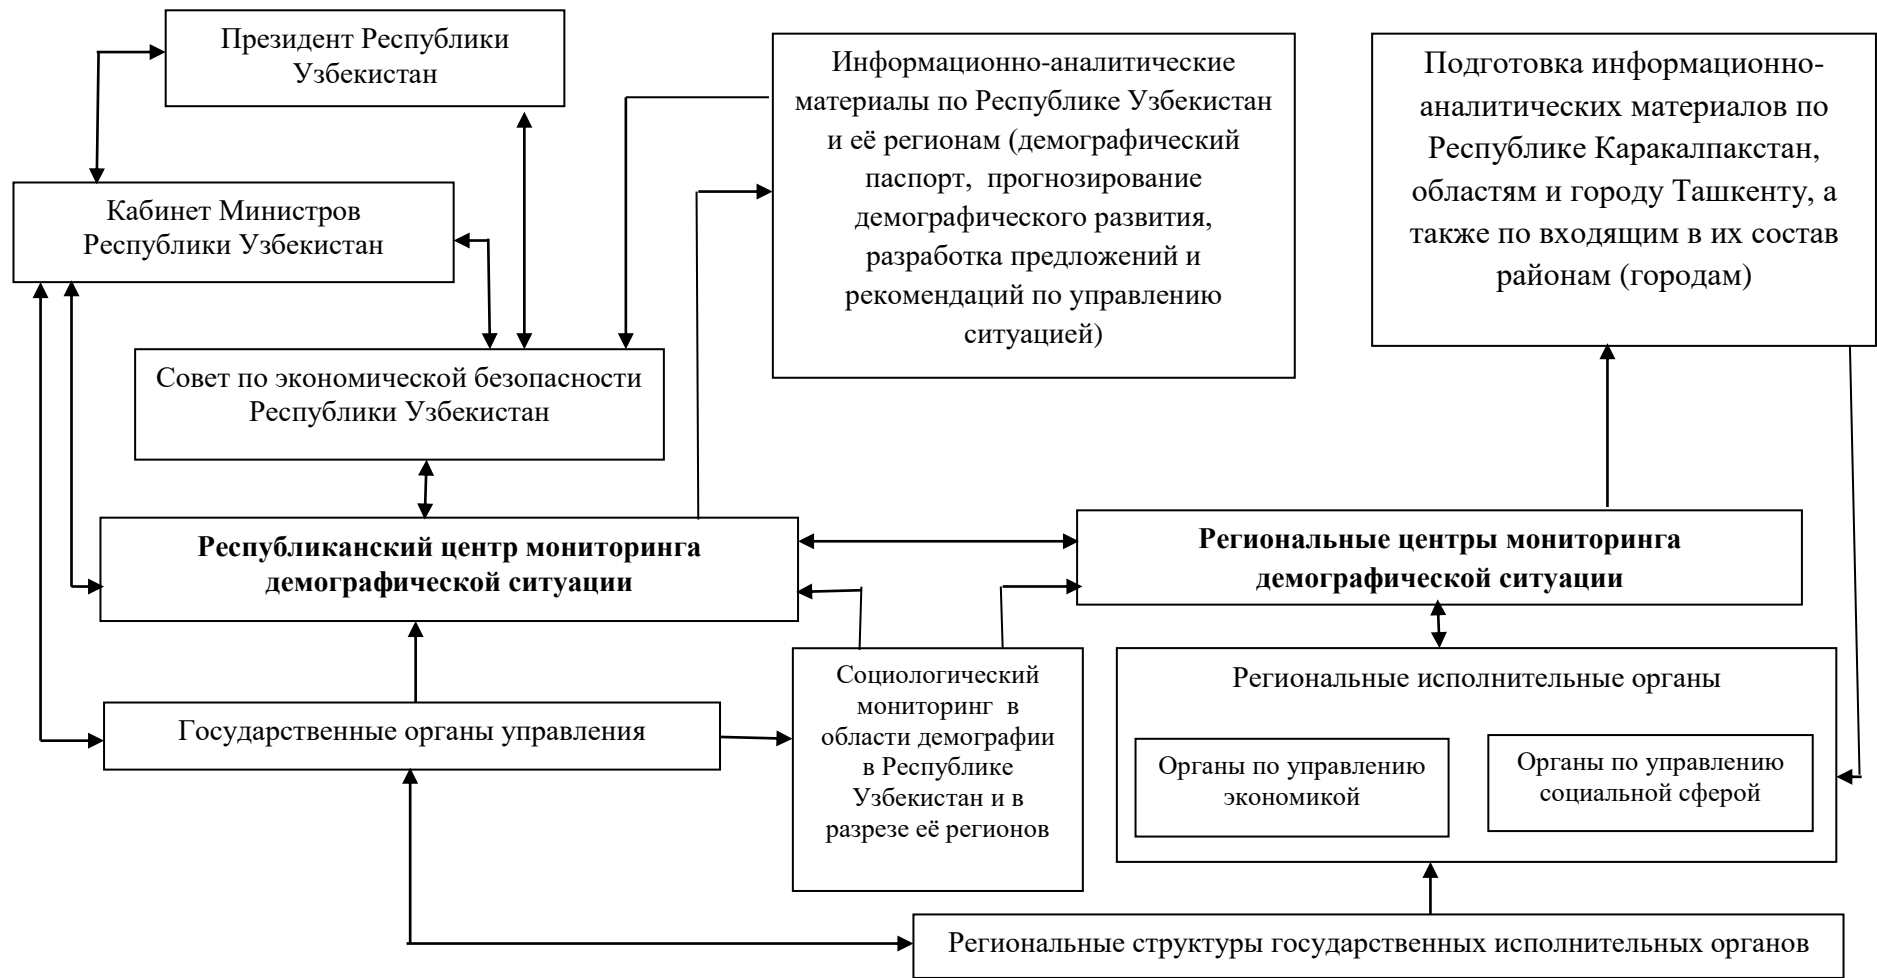 Президент Республики
Узбекистан
Информационно-аналитические
материалы по Республике Узбекистан
и её регионам (демографический
паспорт, прогнозирование
демографического развития,
разработка предложений и
рекомендаций по управлению
ситуацией)
Подготовка информационно-
аналитических материалов по
Республике Каракалпакстан,
областям и городу Ташкенту, а
также по входящим в их состав
районам (городам)
Кабинет Министров
Республики Узбекистан
Совет по экономической безопасности
Республики Узбекистан
Республиканский центр мониторинга
демографической ситуации
Региональные центры мониторинга
демографической ситуации
Государственные органы управления
Социологический
мониторинг в
области демографии
в Республике
Узбекистан и в
разрезе её регионов
Региональные исполнительные органы
Органы по управлению
экономикой
Органы по управлению
социальной сферой
Региональные структуры государственных исполнительных органов